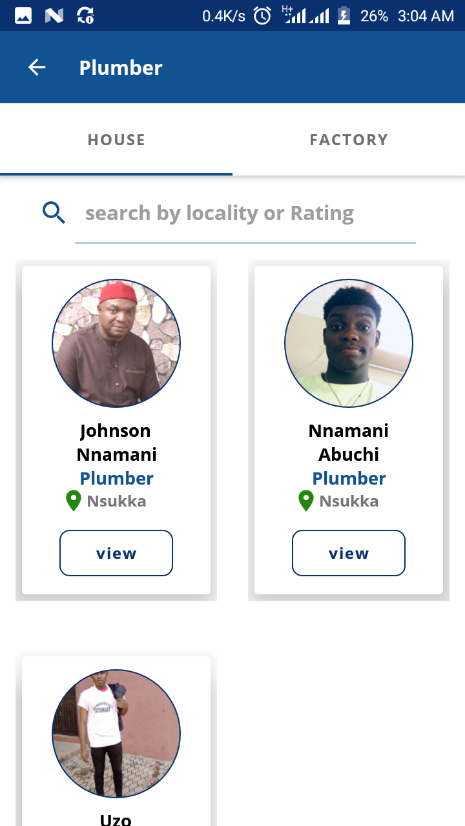 0.4K/s H+ 26% 3:04 AM
Plumber
HOUSE FACTORY
search by locality or Rating
Johnson
Nnamani
Plumber
Nsukka
view
Nnamani
Abuchi
Plumber
Nsukka
view
Uzo